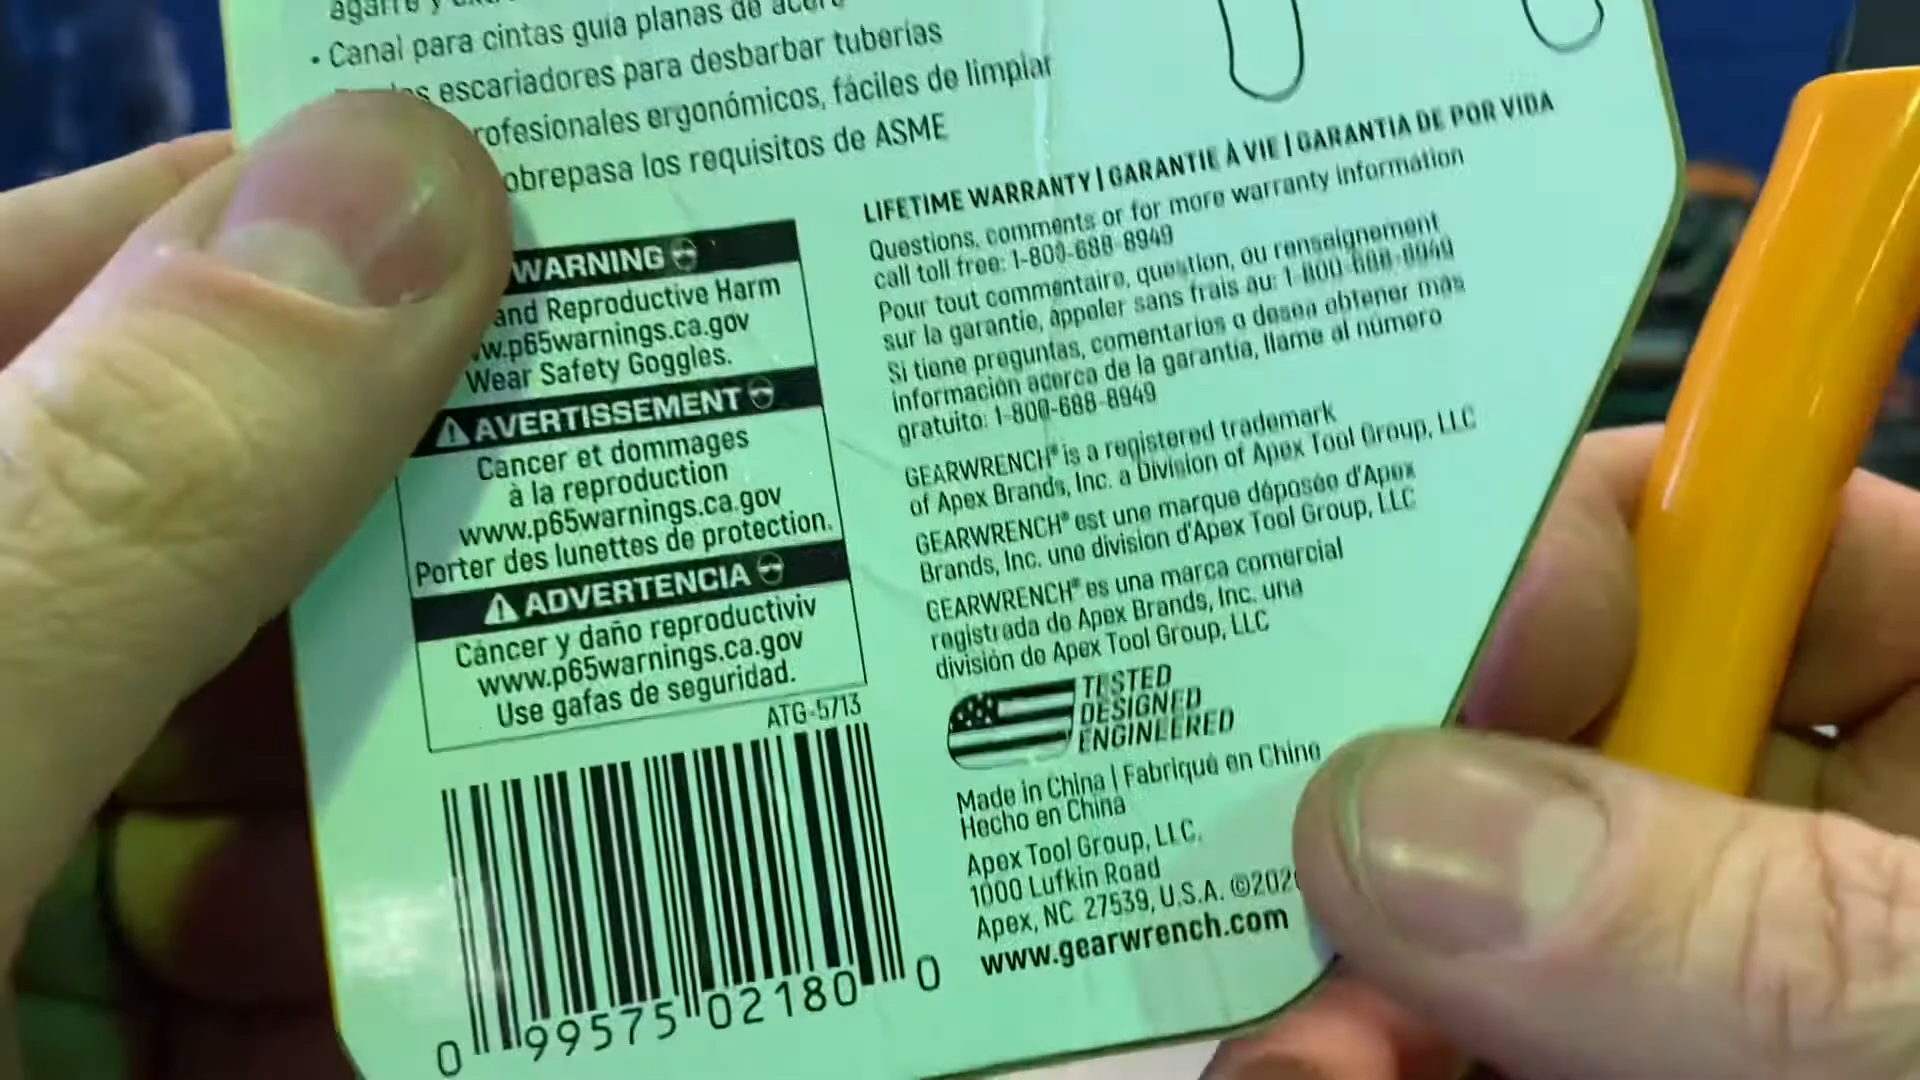 agarre y
• Canal para cintas guía planas de acero
escariadores para desbarbar tuberías
rofesionales ergonómicos, fáciles de limpiar
obrepasa los requisitos de ASME
WARNING
and Reproductive Harm
w.p65warnings.ca.gov
Wear Safety Goggles.
AVERTISSEMENT
Cancer et dommages
à la reproduction
www.p65warnings.ca.gov
Porter des lunettes de protection.
ADVERTENCIA
Cáncer y daño reproductiviv
www.p65warnings.ca.gov
Use gafas de seguridad.
ATG-5713
0 99575 02180 0
LIFETIME WARRANTY | GARANTIE À VIE | GARANTIA DE POR VIDA
Questions, comments or for more warranty information
call toll free: 1-800-688-8949
Pour tout commentaire, question, ou renseignement
sur la garantie, appeler sans frais au: 1-800-688-8949
Si tiene preguntas, comentarios o desea obtener más
información acerca de la garantía, llame al número
gratuito: 1-800-688-8949
GEARWRENCH® is a registered trademark
of Apex Brands, Inc. a Division of Apex Tool Group, LLC
GEARWRENCH® est une marque déposée d'Apex
Brands, Inc. une division d'Apex Tool Group, LLC
GEARWRENCH® es una marca comercial
registrada de Apex Brands, Inc. una
división de Apex Tool Group, LLC
TESTED
DESIGNED
ENGINEERED
Made in China | Fabriqué en Chine
Hecho en China
Apex Tool Group, LLC.
1000 Lufkin Road
Apex, NC 27539, U.S.A. ©202
www.gearwrench.com